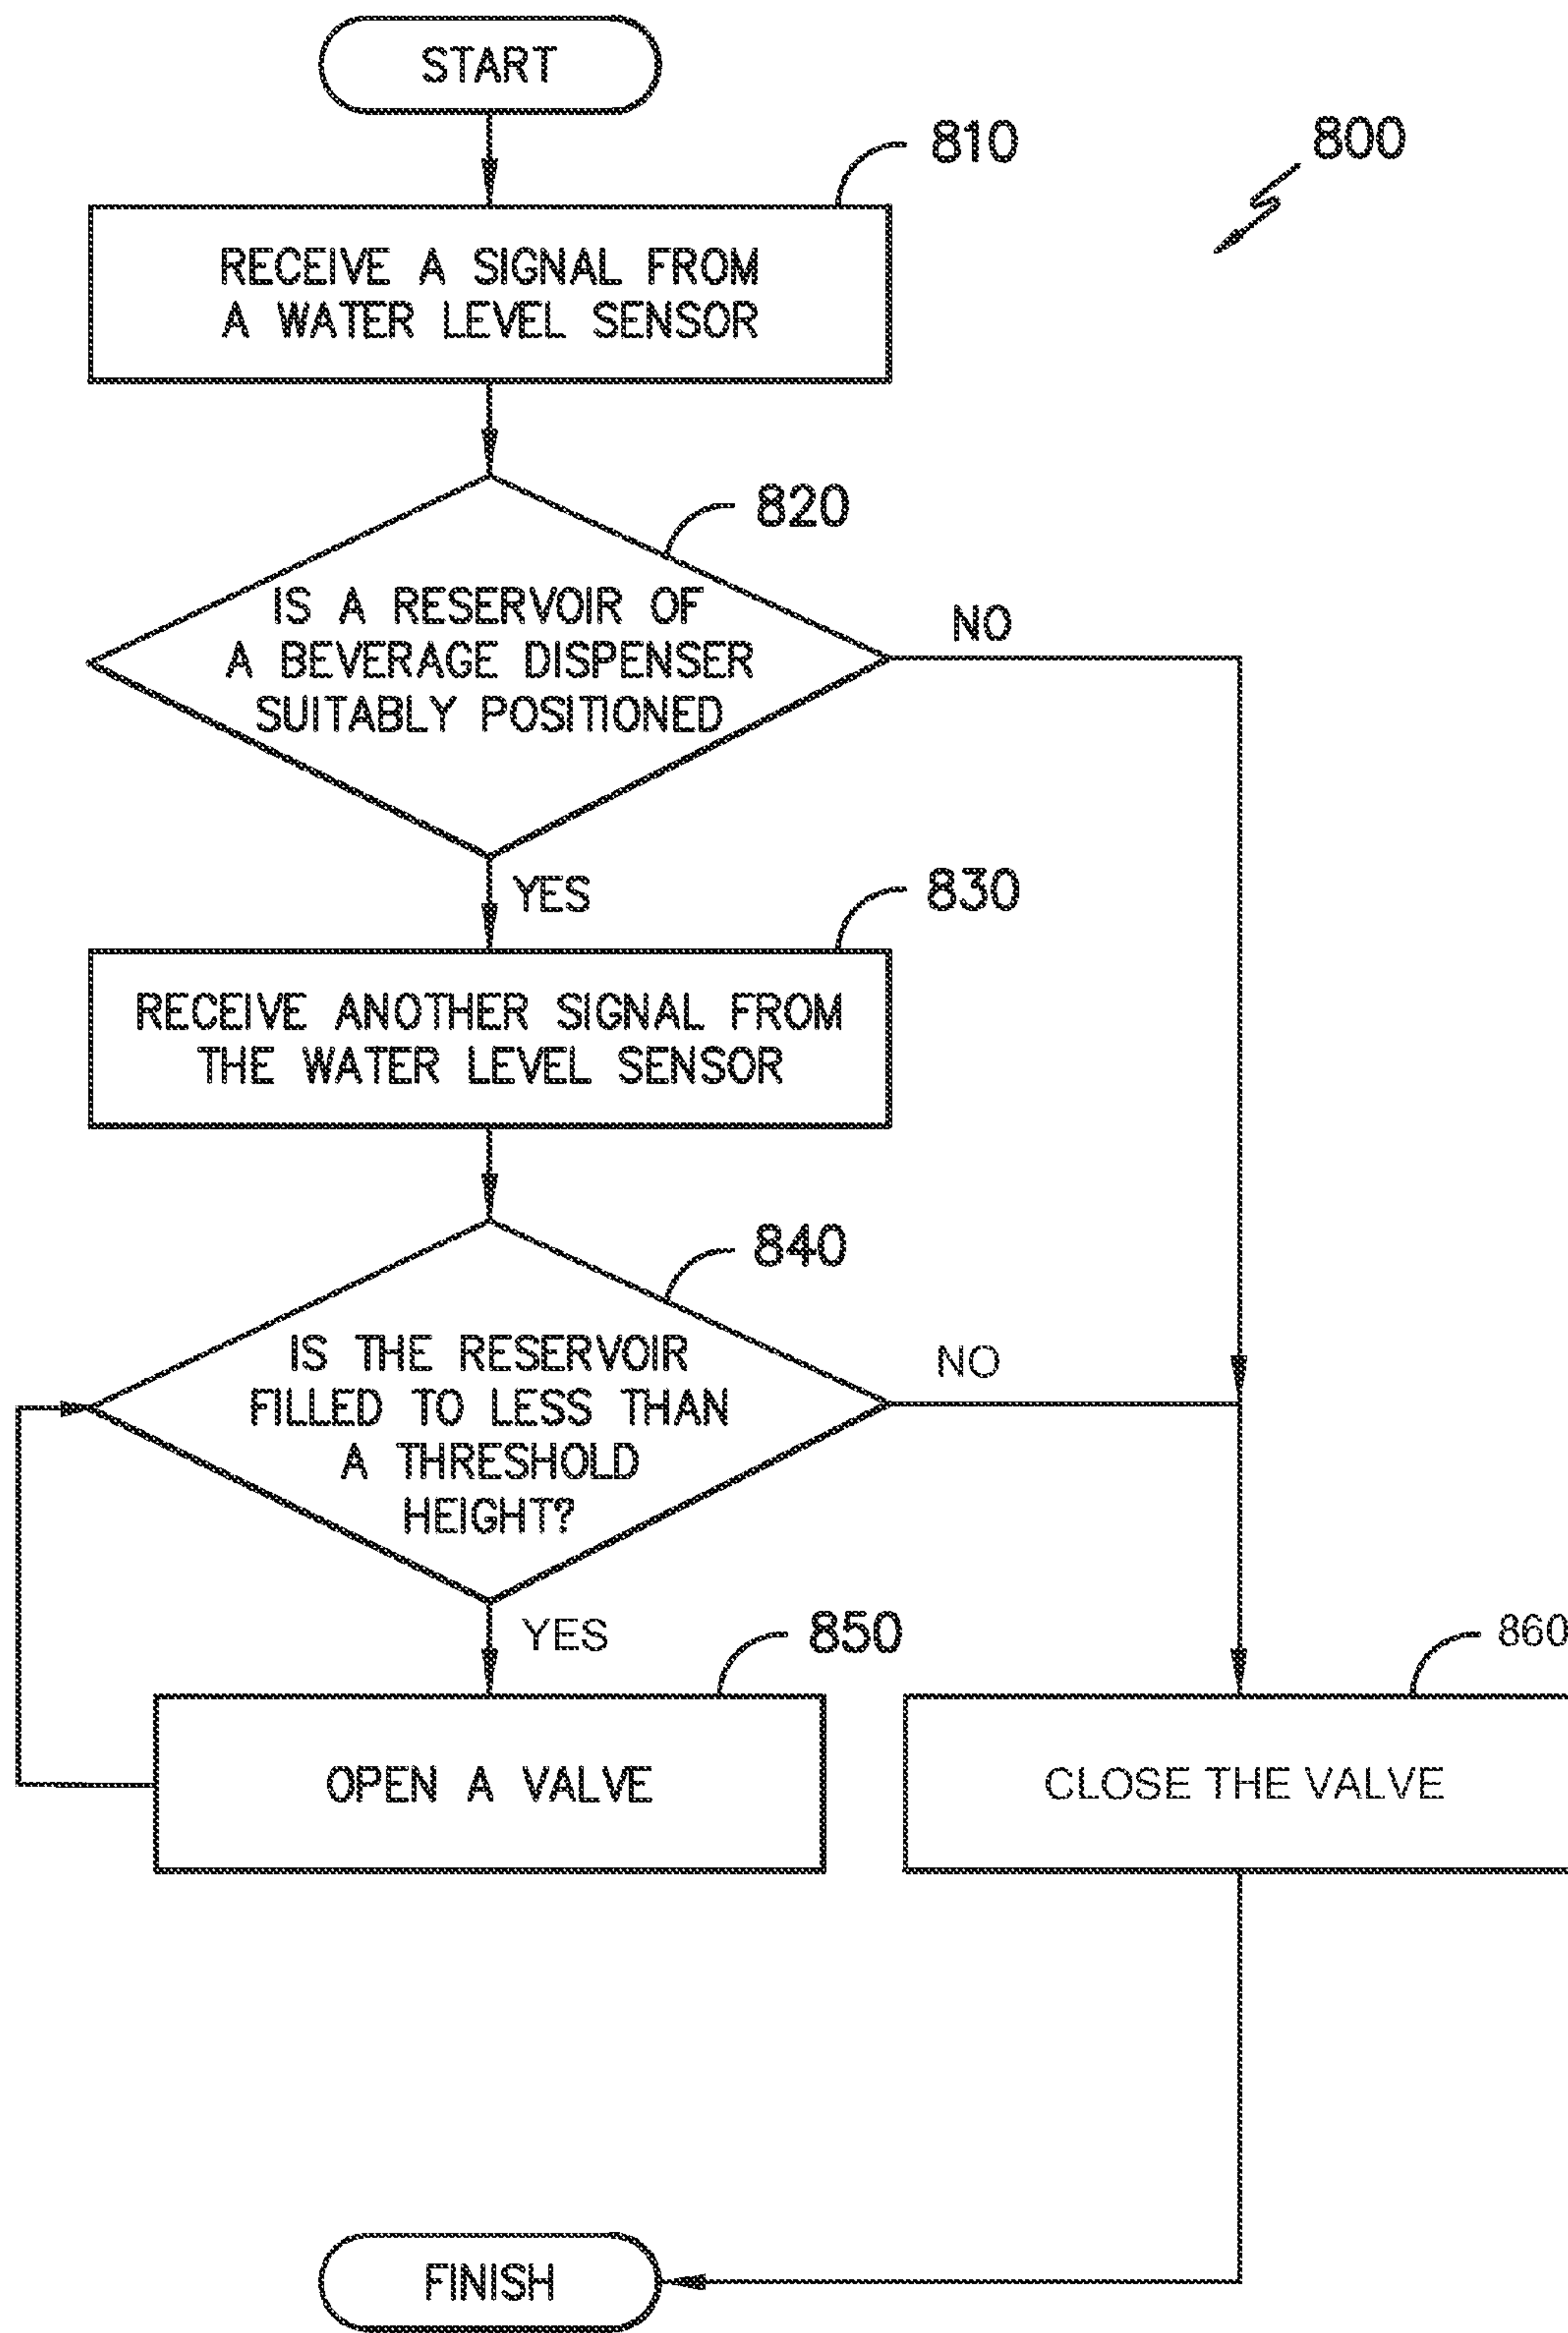 START
810
800
RECEIVE A SIGNAL FROM
A WATER LEVEL SENSOR
820
IS A RESERVOIR OF
A BEVERAGE DISPENSER
SUITABLY POSITIONED
NO
YES
830
RECEIVE ANOTHER SIGNAL FROM
THE WATER LEVEL SENSOR
840
IS THE RESERVOIR
FILLED TO LESS THAN
A THRESHOLD
HEIGHT?
NO
YES
850
860
OPEN A VALVE
CLOSE THE VALVE
FINISH